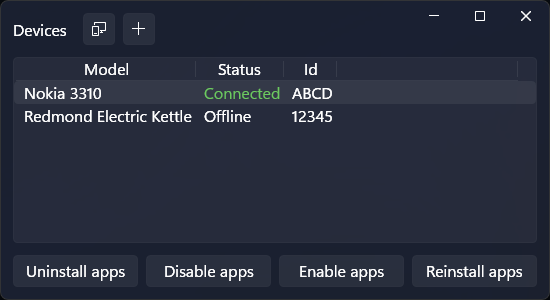 Devices
Model Status Id
Nokia 3310 Connected ABCD
Redmond Electric Kettle Offline 12345
Uninstall apps Disable apps Enable apps Reinstall apps